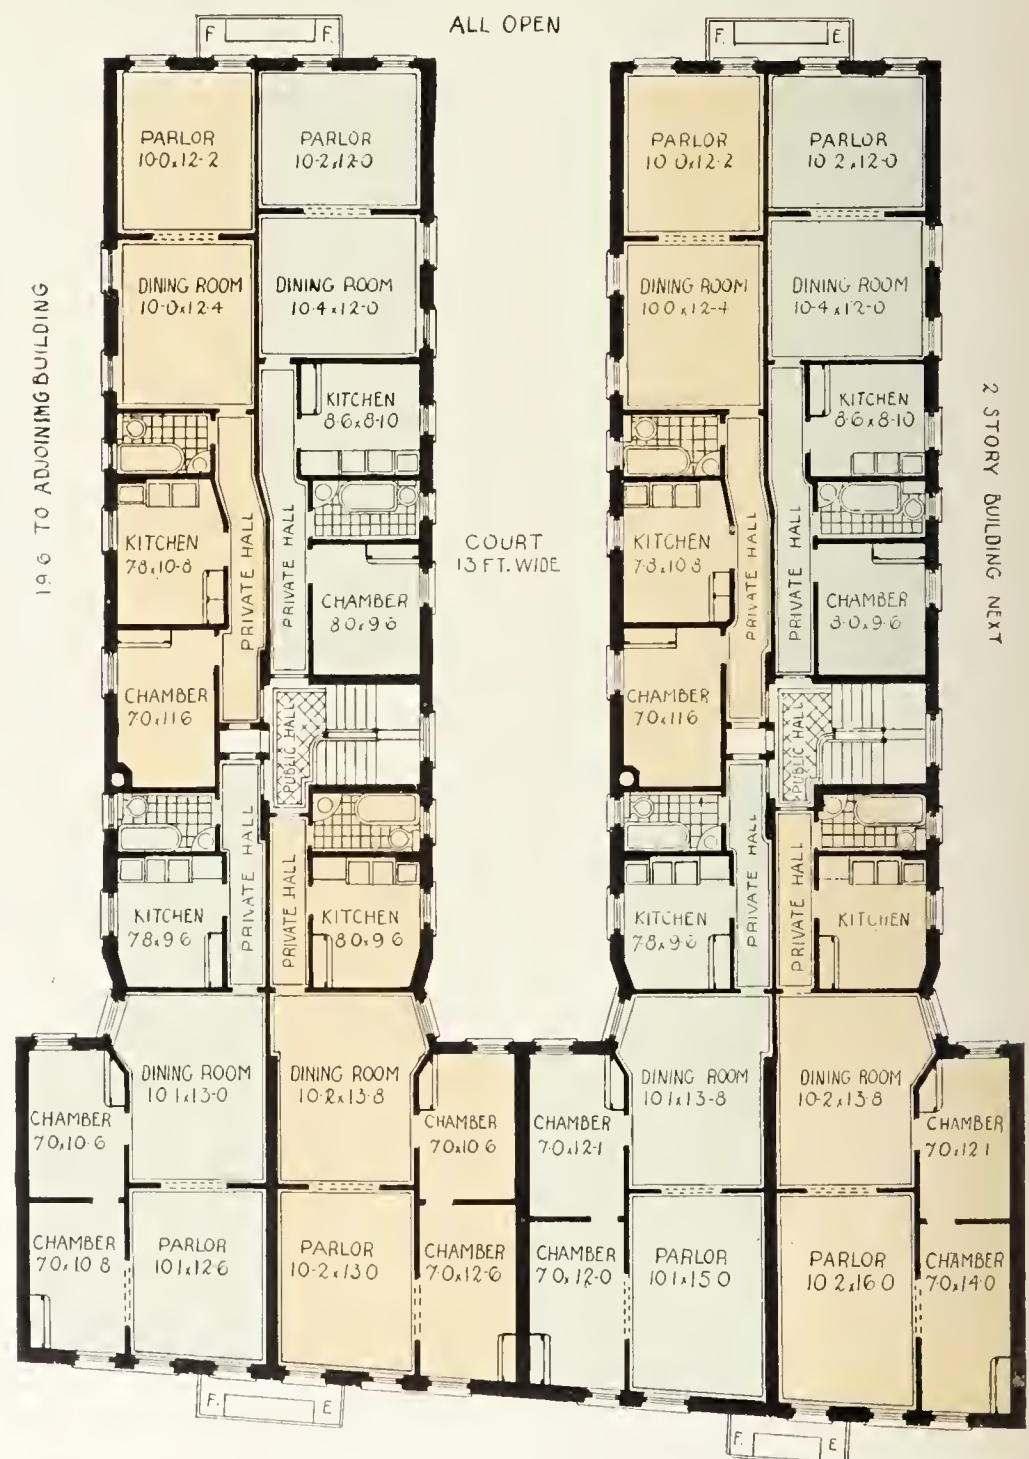 ALL OPEN
F. F.
F. E.
PARLOR
10-0x12-2
PARLOR
10-2x12-0
PARLOR
10 0x12-2
PARLOR
10 2x12-0
DINING ROOM
10-0x12-4
DINING ROOM
10-4x12-0
DINING ROOM
10 0x12-4
DINING ROOM
10-4x12-0
19 6 TO ADJOINIMG BUILDING
2 STORY BUILDING NEXT
KITCHEN
8-6x8-10
KITCHEN
8-6x8-10
KITCHEN
7-8x10-8
PRIVATE HALL
PRIVATE HALL
COURT
13 FT. WIDE
KITCHEN
7-8x10 8
PRIVATE HALL
PRIVATE HALL
CHAMBER
8 0x9 6
CHAMBER
8-0x9-6
CHAMBER
7 0x11 6
PUBLIC HALL
CHAMBER
7 0x11 6
PUBLIC HALL
KITCHEN
7 8x9 6
PRIVATE HALL
PRIVATE HALL
KITCHEN
8 0x9 6
KITCHEN
7-8x9-6
PRIVATE HALL
PRIVATE HALL
KITCHEN
DINING ROOM
10 1x13-0
DINING ROOM
10-2x13-8
DINING ROOM
10 1x13-8
DINING ROOM
10-2x13 8
CHAMBER
7 0x10-6
CHAMBER
7 0x10 6
CHAMBER
7-0x12-1
CHAMBER
7 0x12 1
CHAMBER
7 0x10 8
PARLOR
10 1x12 6
PARLOR
10-2x13 0
CHAMBER
7 0x12-6
CHAMBER
7 0x12-0
PARLOR
10 1x15 0
PARLOR
10 2x16 0
CHAMBER
7 0x14 0
F. E
F. E